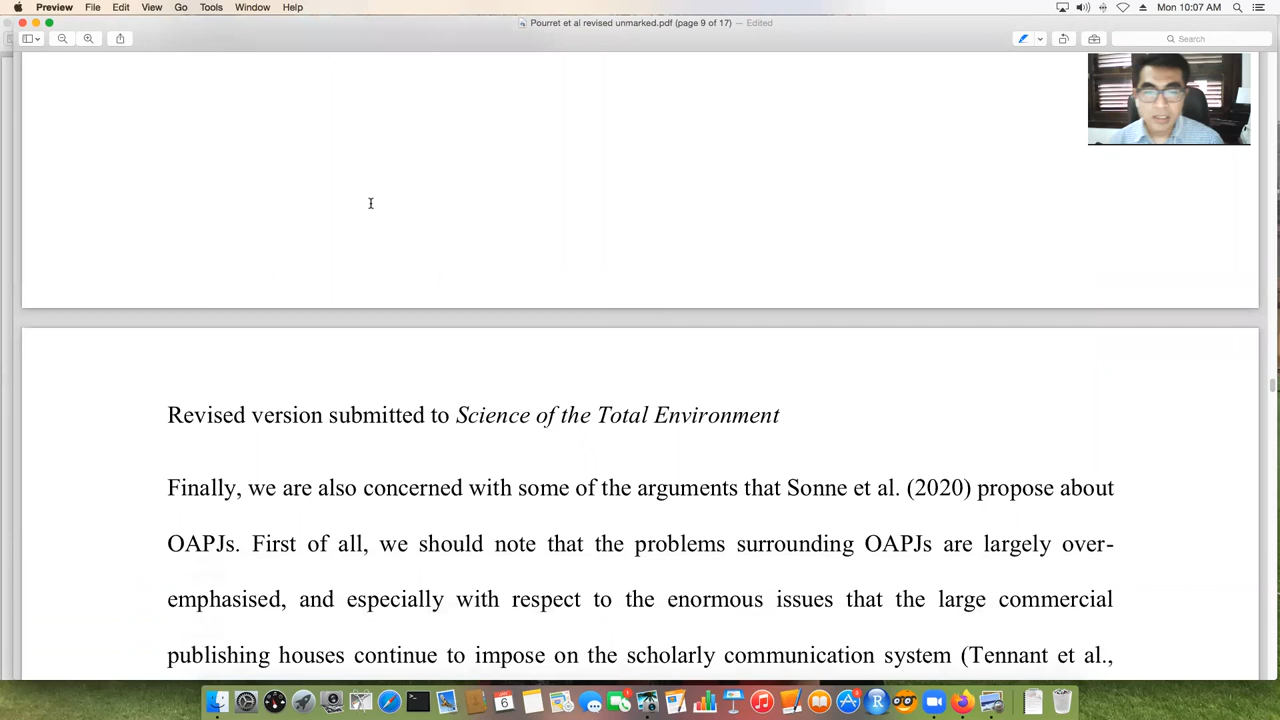 Preview File Edit View Go Tools Window Help
Mon 10:07 AM
Pourret et al revised unmarked.pdf (page 9 of 17) — Edited
Search
Revised version submitted to Science of the Total Environment
Finally, we are also concerned with some of the arguments that Sonne et al. (2020) propose about
OAPJs. First of all, we should note that the problems surrounding OAPJs are largely over-
emphasised, and especially with respect to the enormous issues that the large commercial
publishing houses continue to impose on the scholarly communication system (Tennant et al.,
6
R